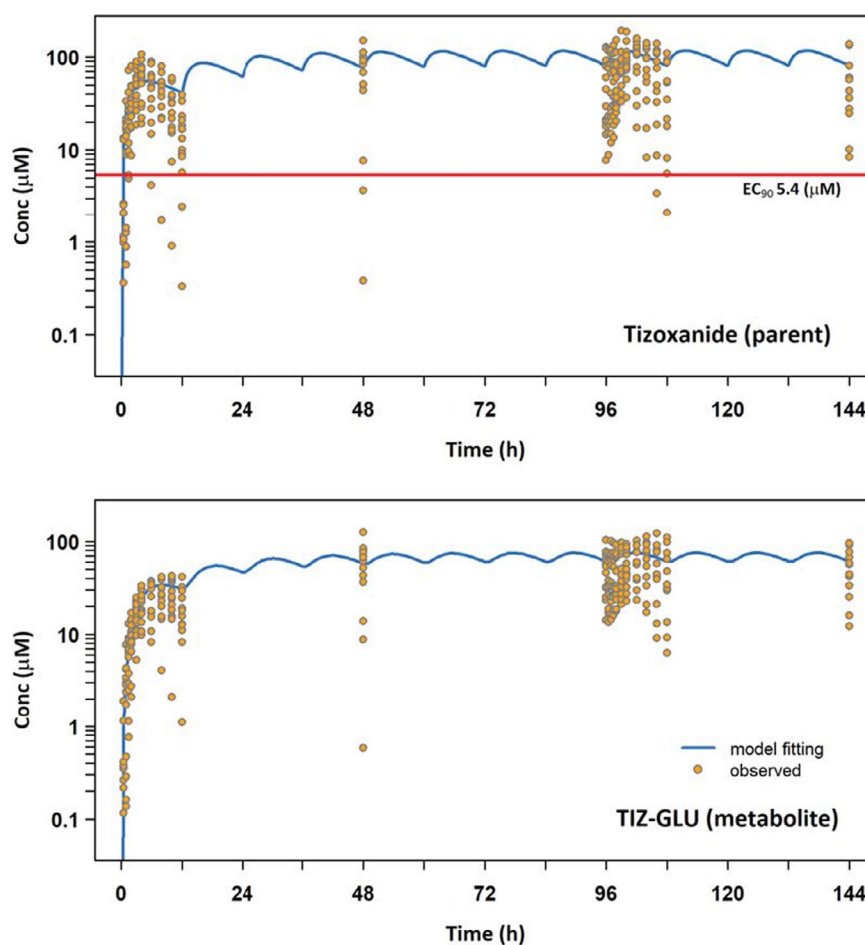 100
10
1
0.1
Conc (µM)
EC₉₀ 5.4 (µM)
Tizoxanide (parent)
0 24 48 72 96 120 144
Time (h)
100
10
1
0.1
Conc (µM)
model fitting
observed
TIZ-GLU (metabolite)
0 24 48 72 96 120 144
Time (h)